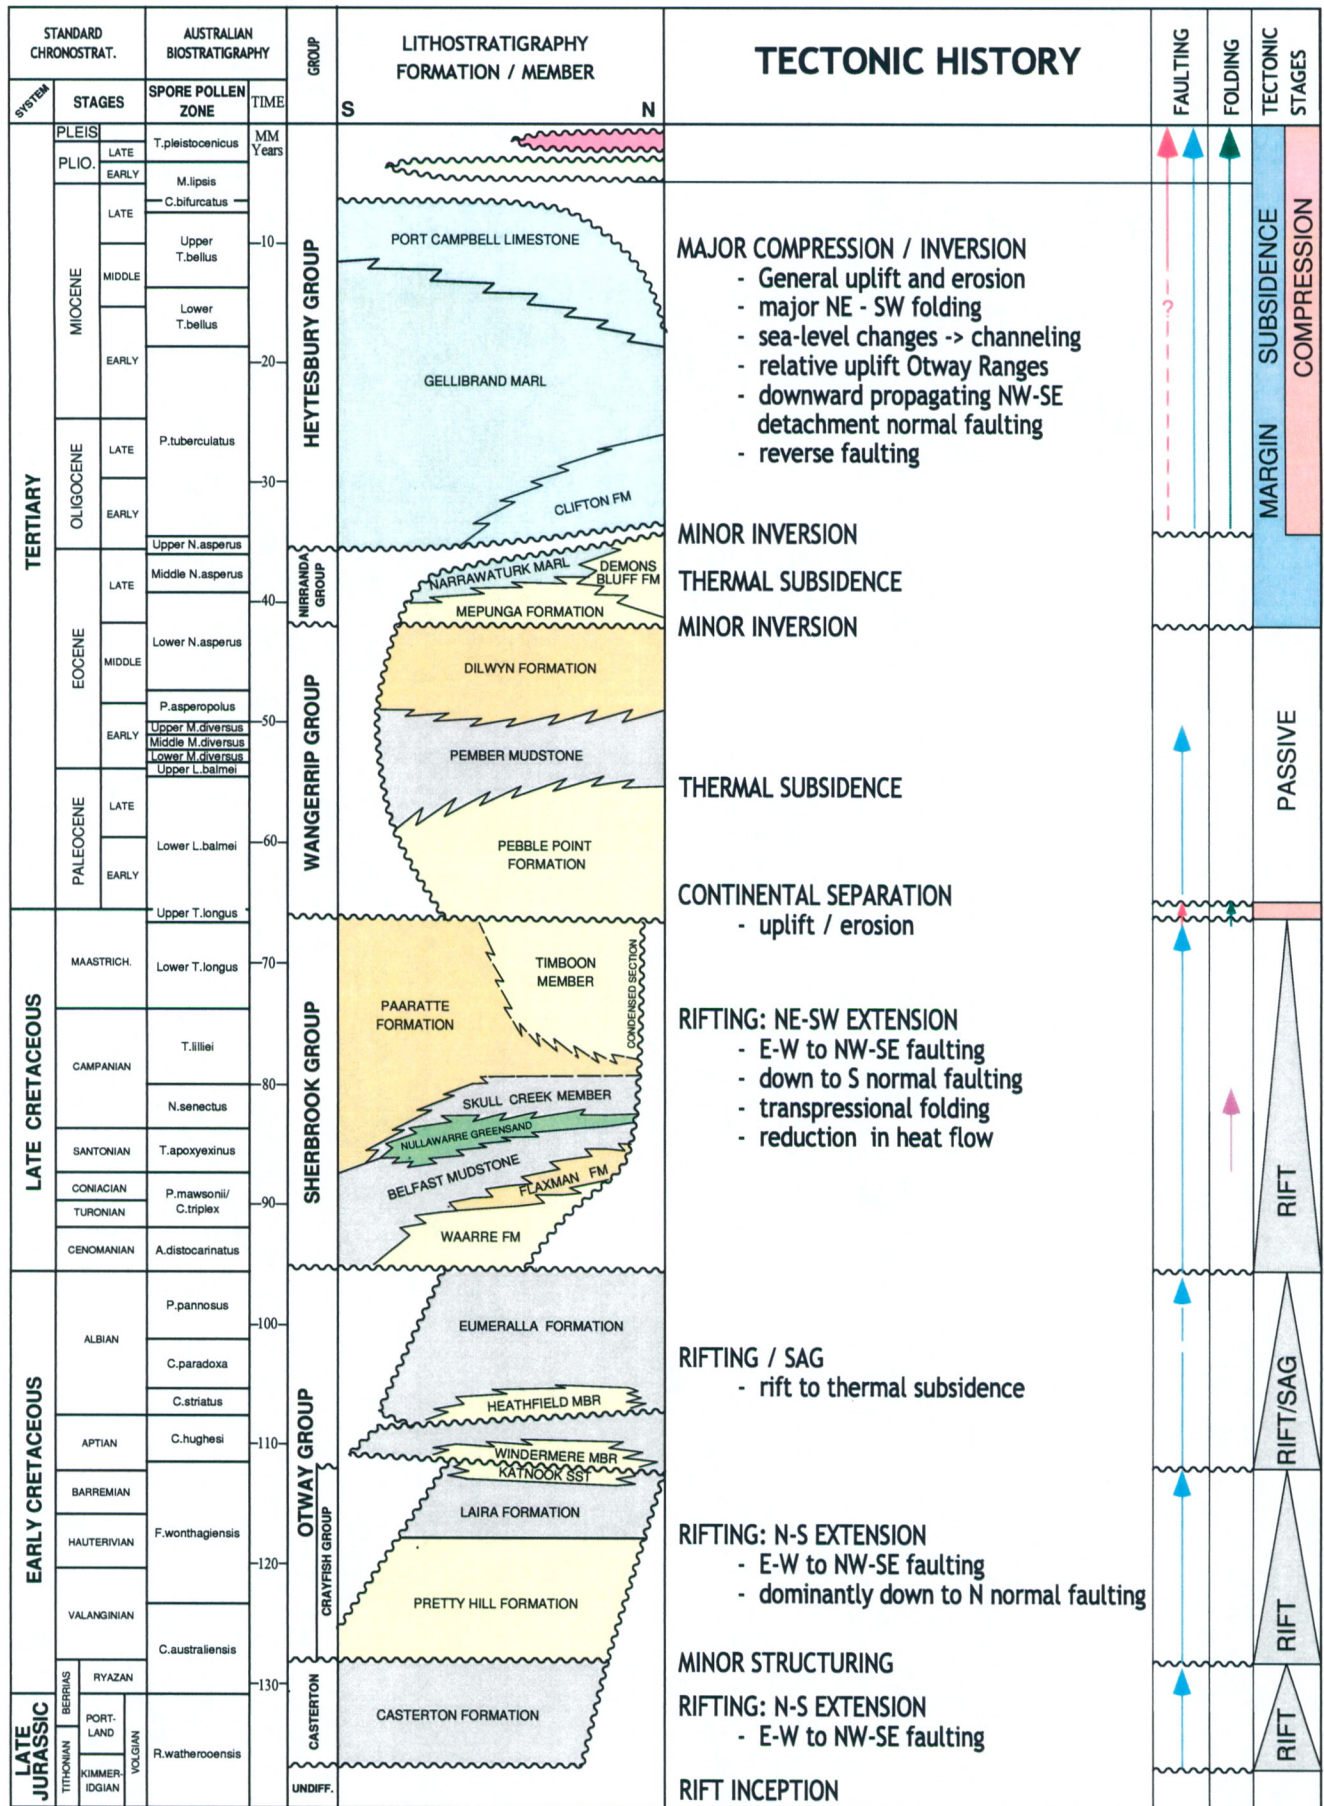 STANDARD
CHRONOSTRAT.
AUSTRALIAN
BIOSTRATIGRAPHY
GROUP
LITHOSTRATIGRAPHY
FORMATION / MEMBER
TECTONIC HISTORY
FAULTING
FOLDING
TECTONIC
STAGES
SYSTEM
STAGES
SPORE POLLEN
ZONE
TIME
S
N
MM
Years
10
20
30
40
50
60
70
80
90
100
110
120
130
TERTIARY
LATE CRETACEOUS
EARLY CRETACEOUS
LATE
JURASSIC
PLEIS
PLIO.
LATE
EARLY
MIOCENE
LATE
MIDDLE
EARLY
OLIGOCENE
LATE
EARLY
EOCENE
LATE
MIDDLE
EARLY
PALEOCENE
LATE
EARLY
MAASTRICH.
CAMPANIAN
SANTONIAN
CONIACIAN
TURONIAN
CENOMANIAN
ALBIAN
APTIAN
BARREMIAN
HAUTERIVIAN
VALANGINIAN
BERRIAS
RYAZAN
TITHONIAN
PORT-
LAND
KIMMER-
IDGIAN
VOLGIAN
T.pleistocenicus
M.lipsis
C.bifurcatus
Upper
T.bellus
Lower
T.bellus
P.tuberculatus
Upper N.asperus
Middle N.asperus
Lower N.asperus
P.asperopolus
Upper M.diversus
Middle M.diversus
Lower M.diversus
Upper L.balmei
Lower L.balmei
Upper T.longus
Lower T.longus
T.lilliei
N.senectus
T.apoxyexinus
P.mawsonii/
C.triplex
A.distocarinatus
P.pannosus
C.paradoxa
C.striatus
C.hughesi
F.wonthagiensis
C.australiensis
R.watherooensis
HEYTESBURY GROUP
NIRRANDA
GROUP
WANGERRIP GROUP
SHERBROOK GROUP
OTWAY GROUP
CRAYFISH GROUP
CASTERTON
UNDIFF.
PORT CAMPBELL LIMESTONE
GELLIBRAND MARL
CLIFTON FM
NARRAWATURK MARL
DEMONS
BLUFF FM
MEPUNGA FORMATION
DILWYN FORMATION
PEMBER MUDSTONE
PEBBLE POINT
FORMATION
PAARATTE
FORMATION
TIMBOON
MEMBER
CONDENSED SECTION
SKULL CREEK MEMBER
NULLAWARRE GREENSAND
BELFAST MUDSTONE
FLAXMAN FM
WAARRE FM
EUMERALLA FORMATION
HEATHFIELD MBR
WINDERMERE MBR
KATNOOK SST
LAIRA FORMATION
PRETTY HILL FORMATION
CASTERTON FORMATION
MAJOR COMPRESSION / INVERSION
- General uplift and erosion
- major NE - SW folding
- sea-level changes -> channeling
- relative uplift Otway Ranges
- downward propagating NW-SE
detachment normal faulting
- reverse faulting
MINOR INVERSION
THERMAL SUBSIDENCE
MINOR INVERSION
THERMAL SUBSIDENCE
CONTINENTAL SEPARATION
- uplift / erosion
RIFTING: NE-SW EXTENSION
- E-W to NW-SE faulting
- down to S normal faulting
- transpressional folding
- reduction in heat flow
RIFTING / SAG
- rift to thermal subsidence
RIFTING: N-S EXTENSION
- E-W to NW-SE faulting
- dominantly down to N normal faulting
MINOR STRUCTURING
RIFTING: N-S EXTENSION
- E-W to NW-SE faulting
RIFT INCEPTION
?
MARGIN SUBSIDENCE
COMPRESSION
PASSIVE
RIFT
RIFT/SAG
RIFT
RIFT